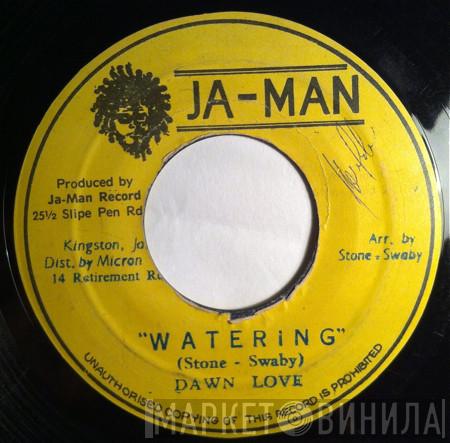 JA-MAN
Produced by
Ja-Man Record
25½ Slipe Pen Rd
Kingston, Ja
Dist. by Micron
14 Retirement
Arr. by
Stone - Swaby
"WATERiNG"
(Stone - Swaby)
DAWN LOVE
UNAUTHORISED COPYING OF THIS RECORD IS PROHIBITED
МАРКЕТ ВИНИЛА